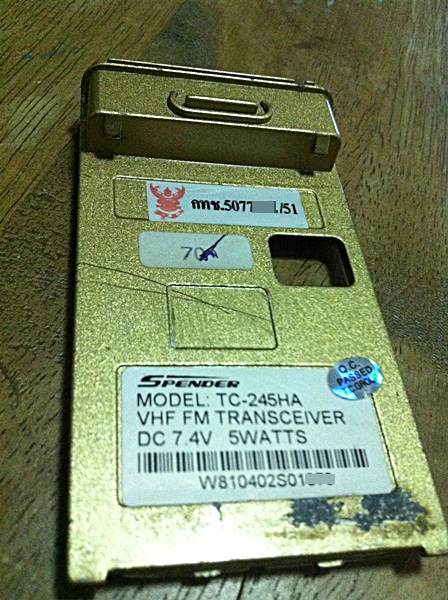 กทช.5077 1/51
70
SPENDER
MODEL: TC-245HA
VHF FM TRANSCEIVER
DC 7.4V 5WATTS
W810402S01
Q.C.
PASSED